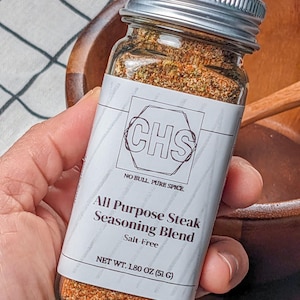 CHS
NO BULL. PURE SPICE
All Purpose Steak
Seasoning Blend
Salt-Free
NET WT. 1.80 OZ (51 G)